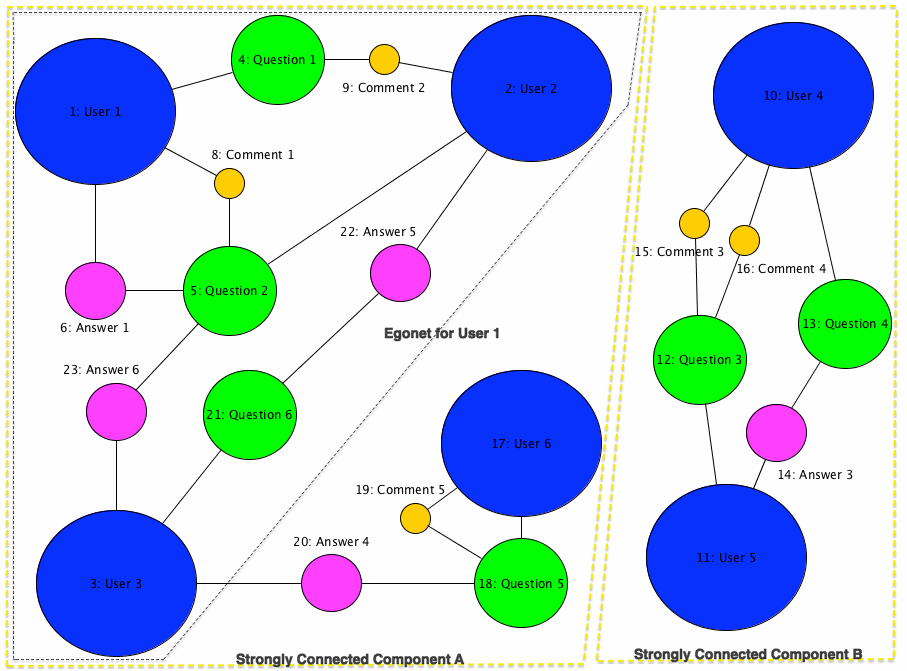 4: Question 1
9: Comment 2
2: User 2
1: User 1
8: Comment 1
22: Answer 5
5: Question 2
6: Answer 1
Egonet for User 1
23: Answer 6
21: Question 6
17: User 6
19: Comment 5
20: Answer 4
3: User 3
18: Question 5
Strongly Connected Component A
10: User 4
15: Comment 3
16: Comment 4
13: Question 4
12: Question 3
14: Answer 3
11: User 5
Strongly Connected Component B